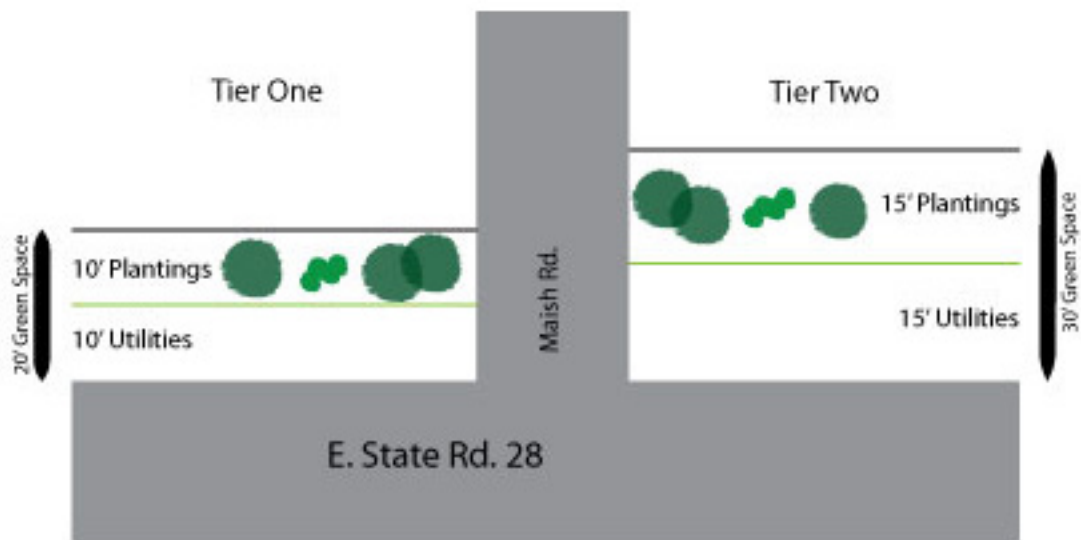 Tier One
Tier Two
20' Green Space
10' Plantings
10' Utilities
Maish Rd.
15' Plantings
15' Utilities
30' Green Space
E. State Rd. 28